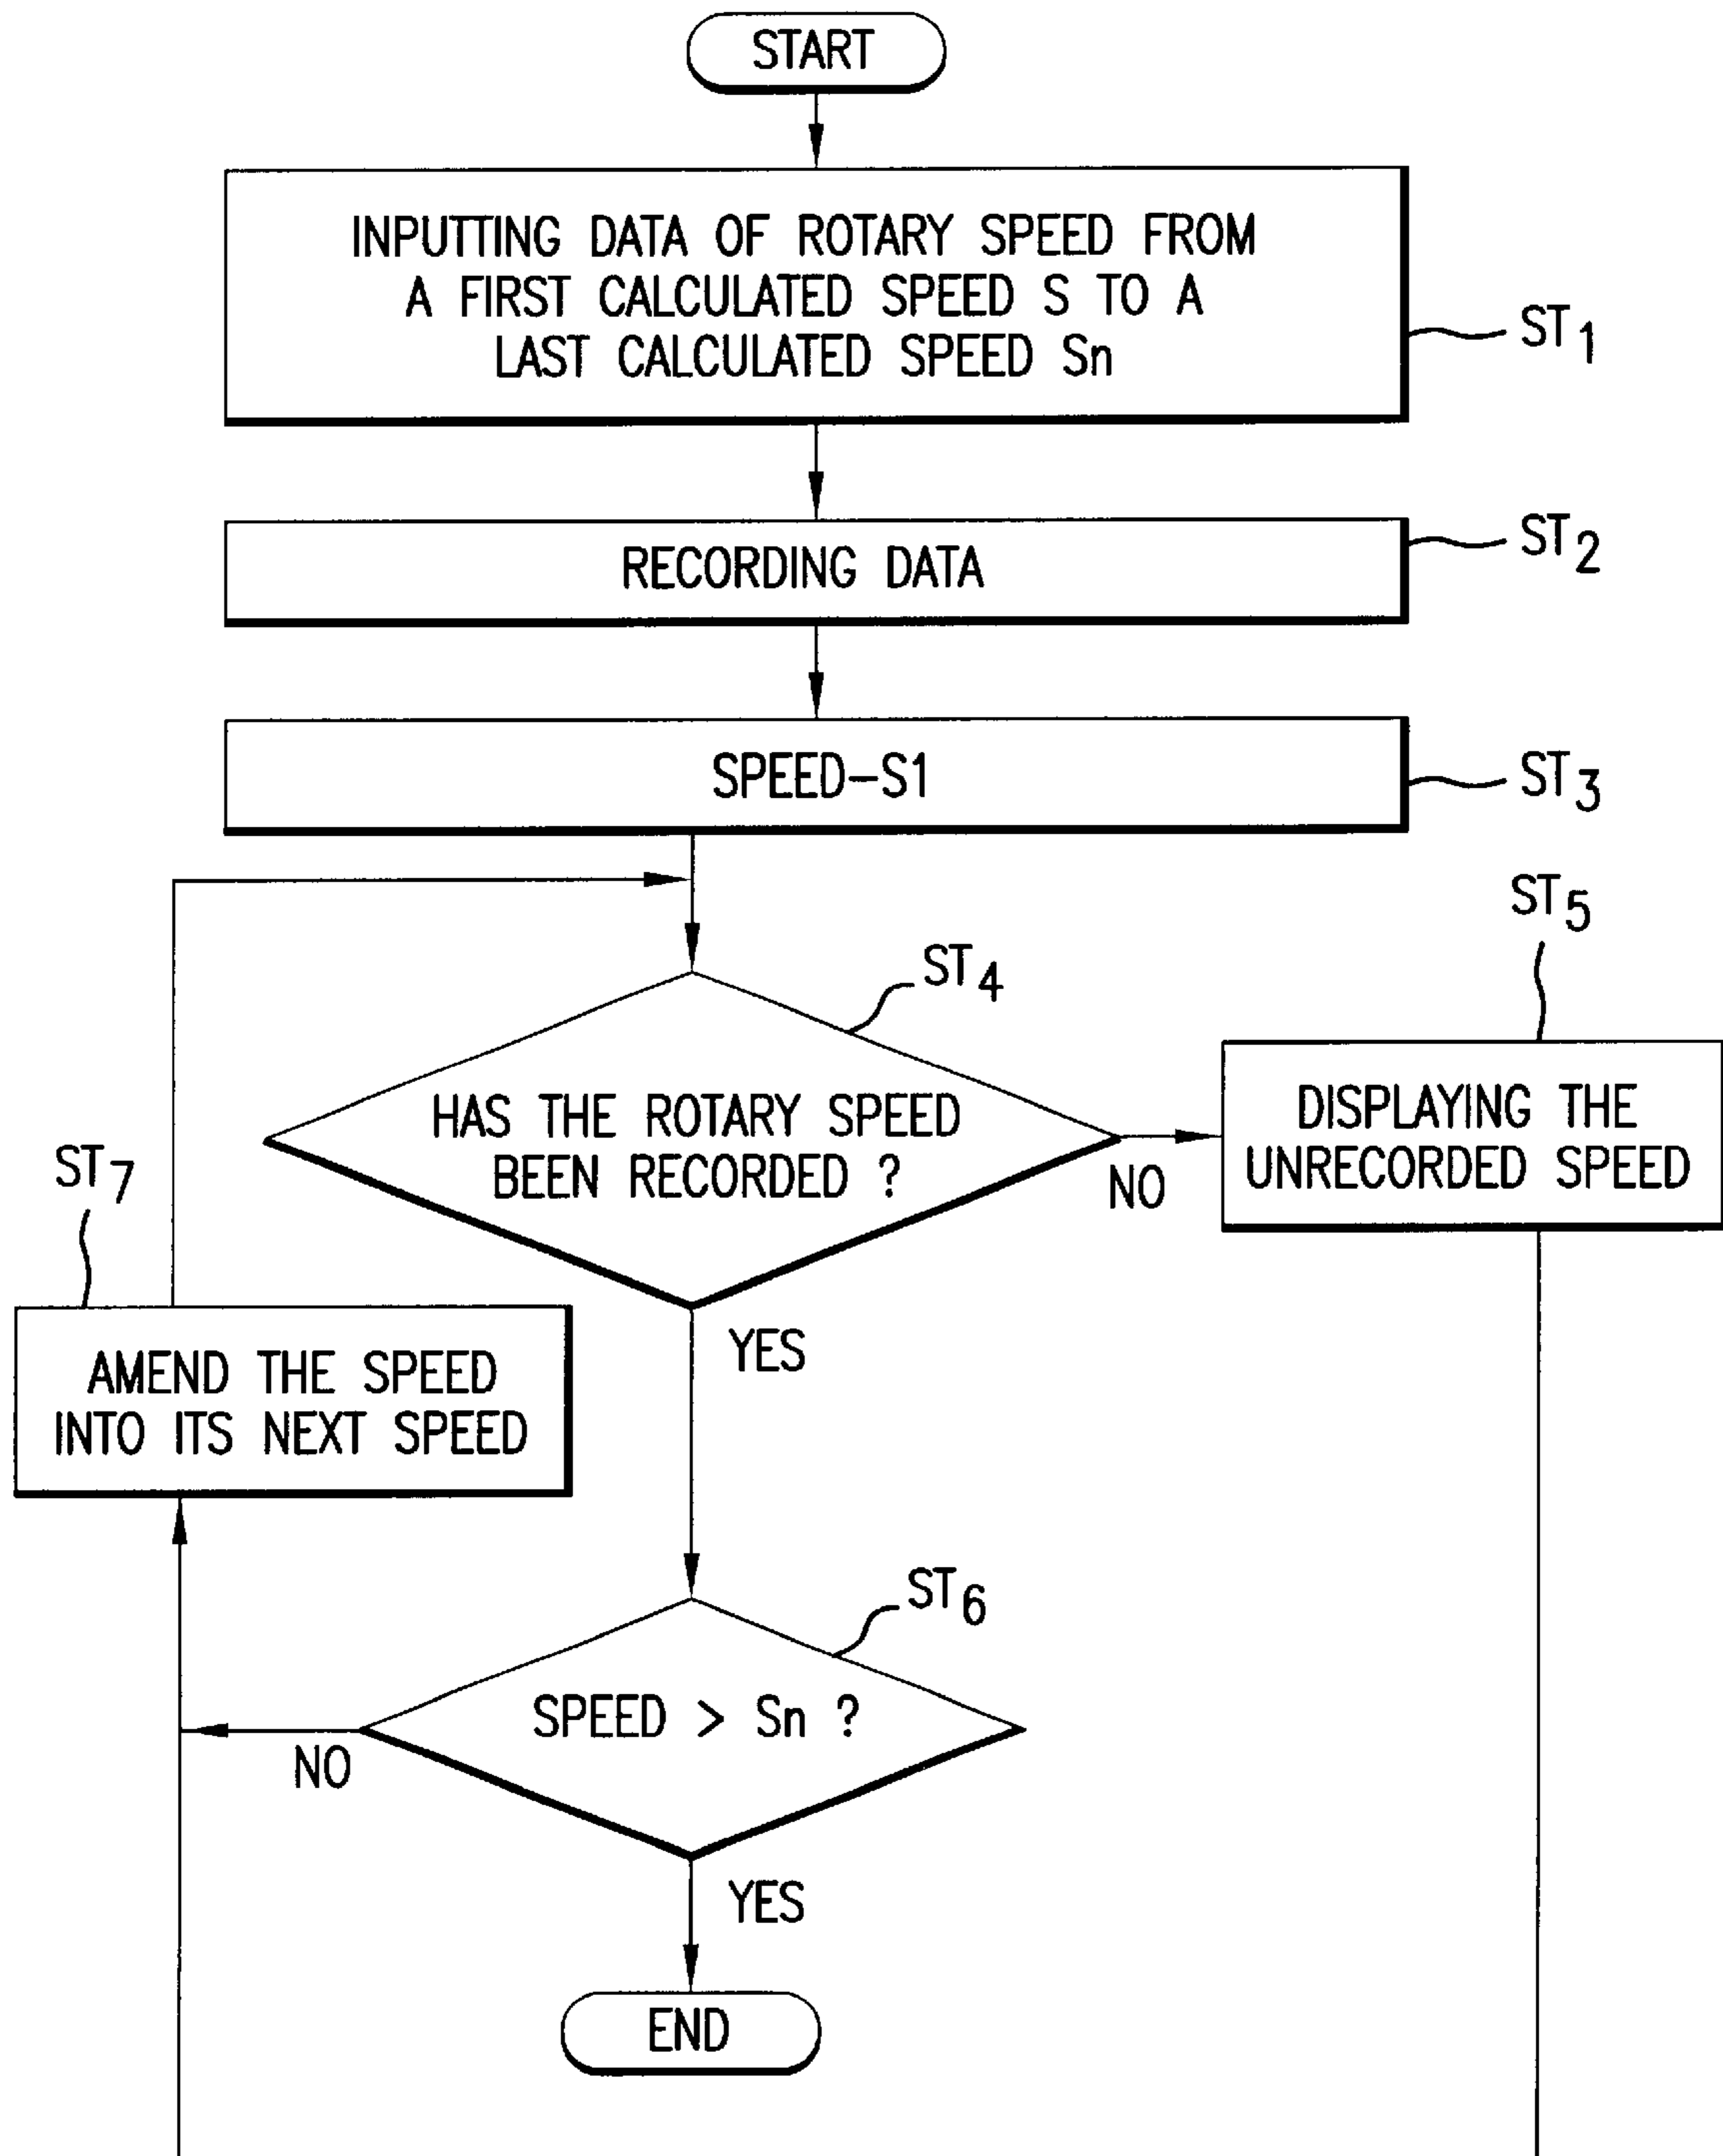 START
INPUTTING DATA OF ROTARY SPEED FROM
A FIRST CALCULATED SPEED S TO A
LAST CALCULATED SPEED Sn
ST1
RECORDING DATA
ST2
SPEED-S1
ST3
ST4
HAS THE ROTARY SPEED
BEEN RECORDED ?
NO
YES
ST5
DISPLAYING THE
UNRECORDED SPEED
ST7
AMEND THE SPEED
INTO ITS NEXT SPEED
ST6
SPEED > Sn ?
NO
YES
END